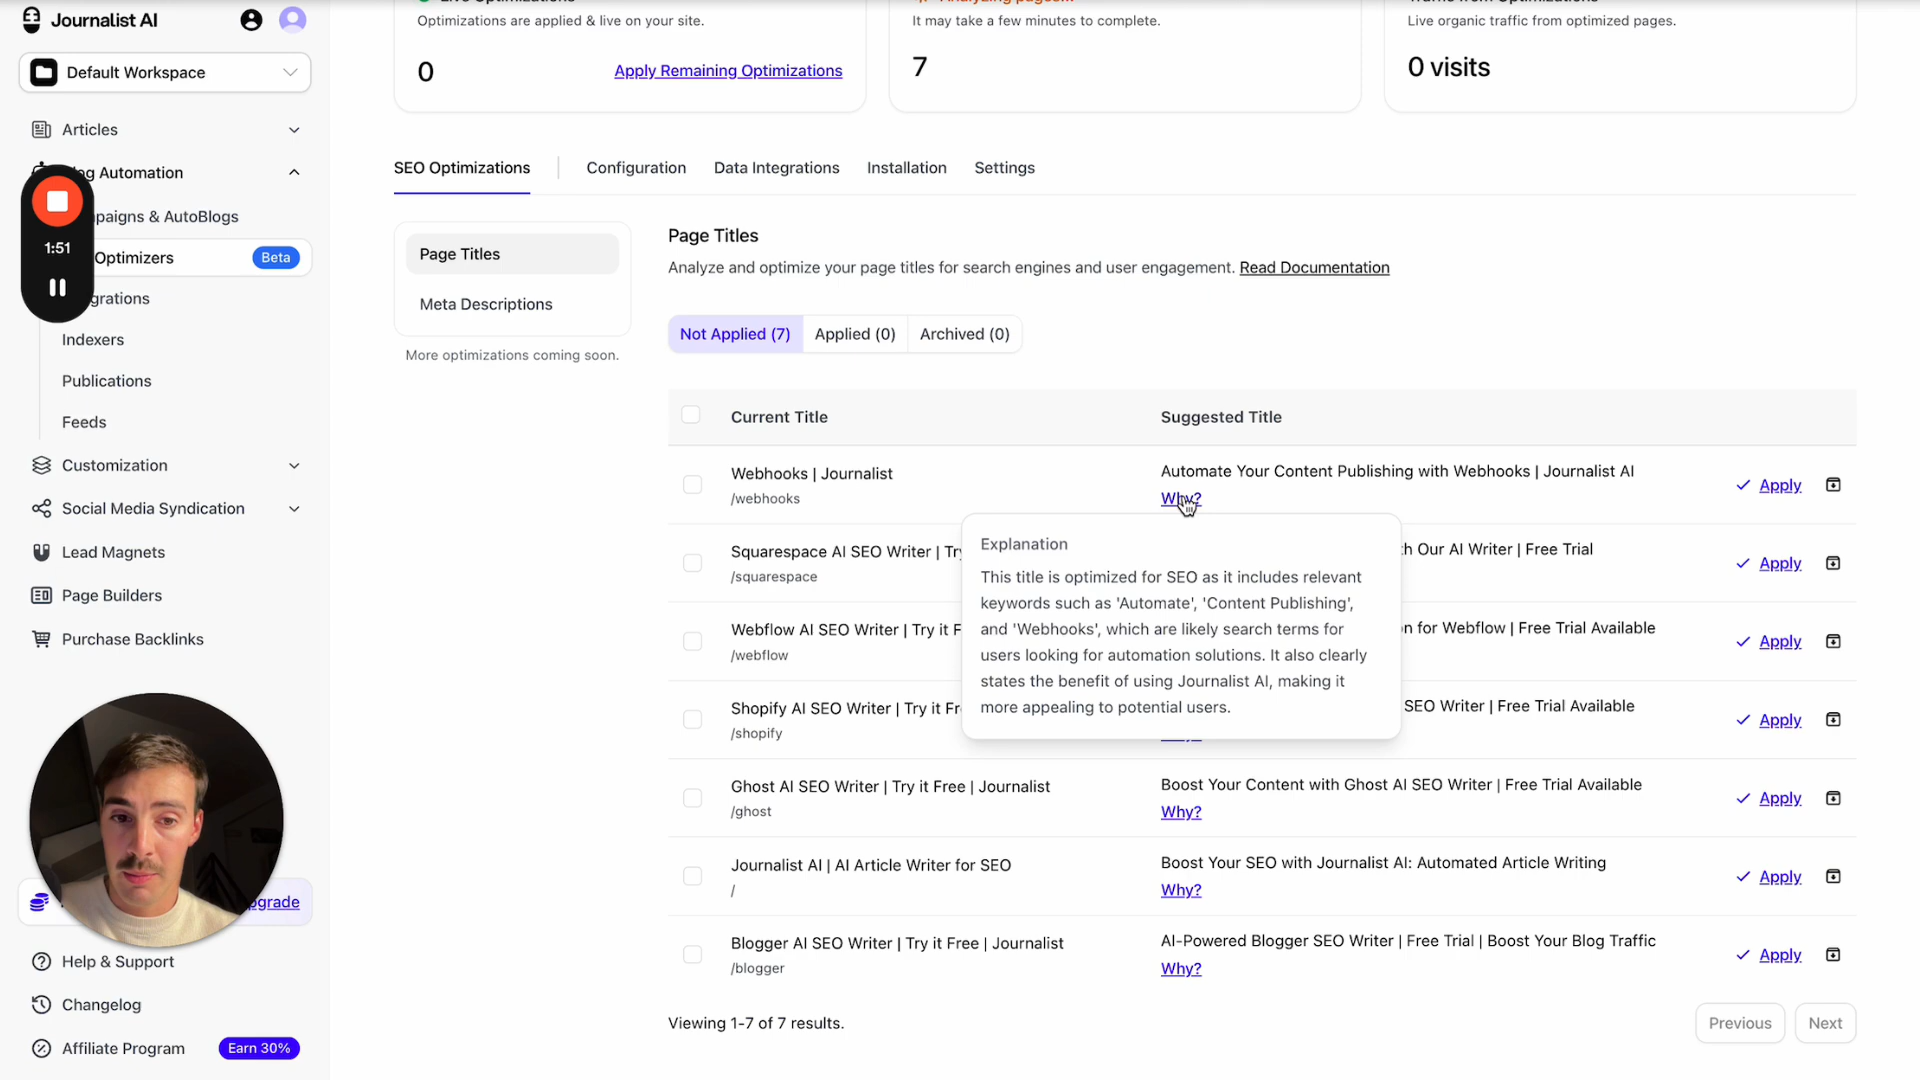 Journalist AI
Default Workspace
Articles
Automation
Campaigns & AutoBlogs
Optimizers
Beta
Integrations
Indexers
Publications
Feeds
Customization
Social Media Syndication
Lead Magnets
Page Builders
Purchase Backlinks
1:51
Upgrade
Help & Support
Changelog
Affiliate Program
Earn 30%
Live Optimizations
Optimizations are applied & live on your site.
0
Apply Remaining Optimizations
Analyzing pages...
It may take a few minutes to complete.
7
Traffic from Optimizations
Live organic traffic from optimized pages.
0 visits
SEO Optimizations
Configuration
Data Integrations
Installation
Settings
Page Titles
Meta Descriptions
More optimizations coming soon.
Page Titles
Analyze and optimize your page titles for search engines and user engagement. Read Documentation
Not Applied (7)
Applied (0)
Archived (0)
Current Title
Suggested Title
Webhooks | Journalist
/webhooks
Automate Your Content Publishing with Webhooks | Journalist AI
Why?
Apply
Explanation
This title is optimized for SEO as it includes relevant
keywords such as 'Automate', 'Content Publishing',
and 'Webhooks', which are likely search terms for
users looking for automation solutions. It also clearly
states the benefit of using Journalist AI, making it
more appealing to potential users.
Squarespace AI SEO Writer | Try
/squarespace
Our AI Writer | Free Trial
Apply
Webflow AI SEO Writer | Try it F
/webflow
for Webflow | Free Trial Available
Apply
Shopify AI SEO Writer | Try it Fr
/shopify
SEO Writer | Free Trial Available
Apply
Ghost AI SEO Writer | Try it Free | Journalist
/ghost
Boost Your Content with Ghost AI SEO Writer | Free Trial Available
Why?
Apply
Journalist AI | AI Article Writer for SEO
/
Boost Your SEO with Journalist AI: Automated Article Writing
Why?
Apply
Blogger AI SEO Writer | Try it Free | Journalist
/blogger
AI-Powered Blogger SEO Writer | Free Trial | Boost Your Blog Traffic
Why?
Apply
Viewing 1-7 of 7 results.
Previous
Next